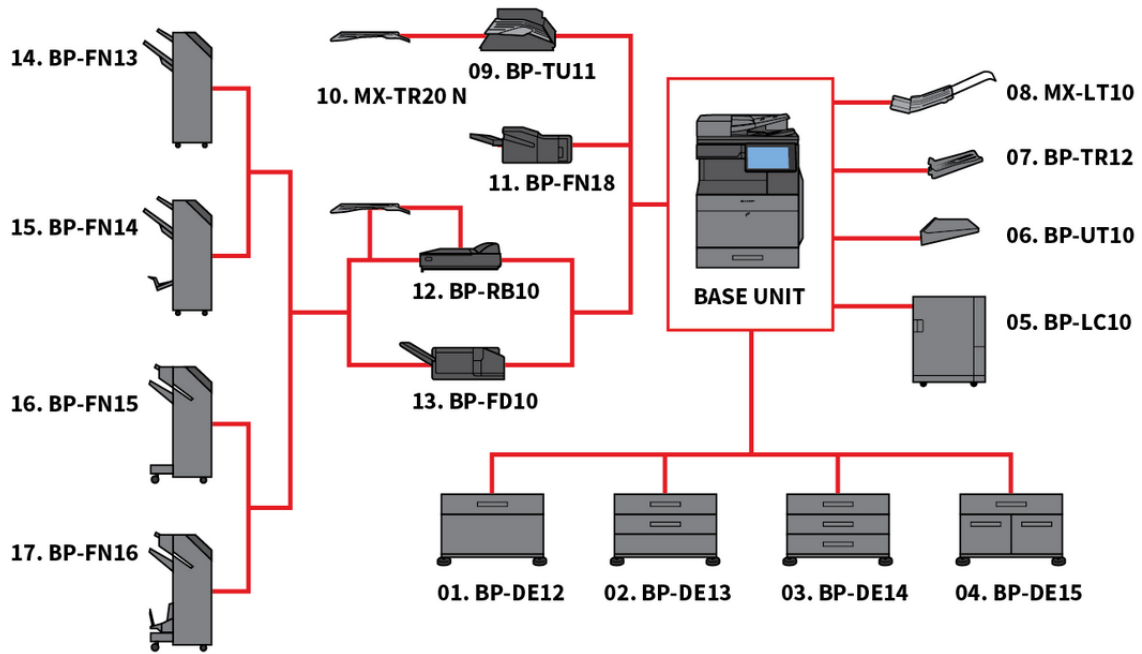 14. BP-FN13
10. MX-TR20 N
09. BP-TU11
08. MX-LT10
07. BP-TR12
11. BP-FN18
15. BP-FN14
06. BP-UT10
12. BP-RB10
BASE UNIT
05. BP-LC10
16. BP-FN15
13. BP-FD10
17. BP-FN16
01. BP-DE12
02. BP-DE13
03. BP-DE14
04. BP-DE15